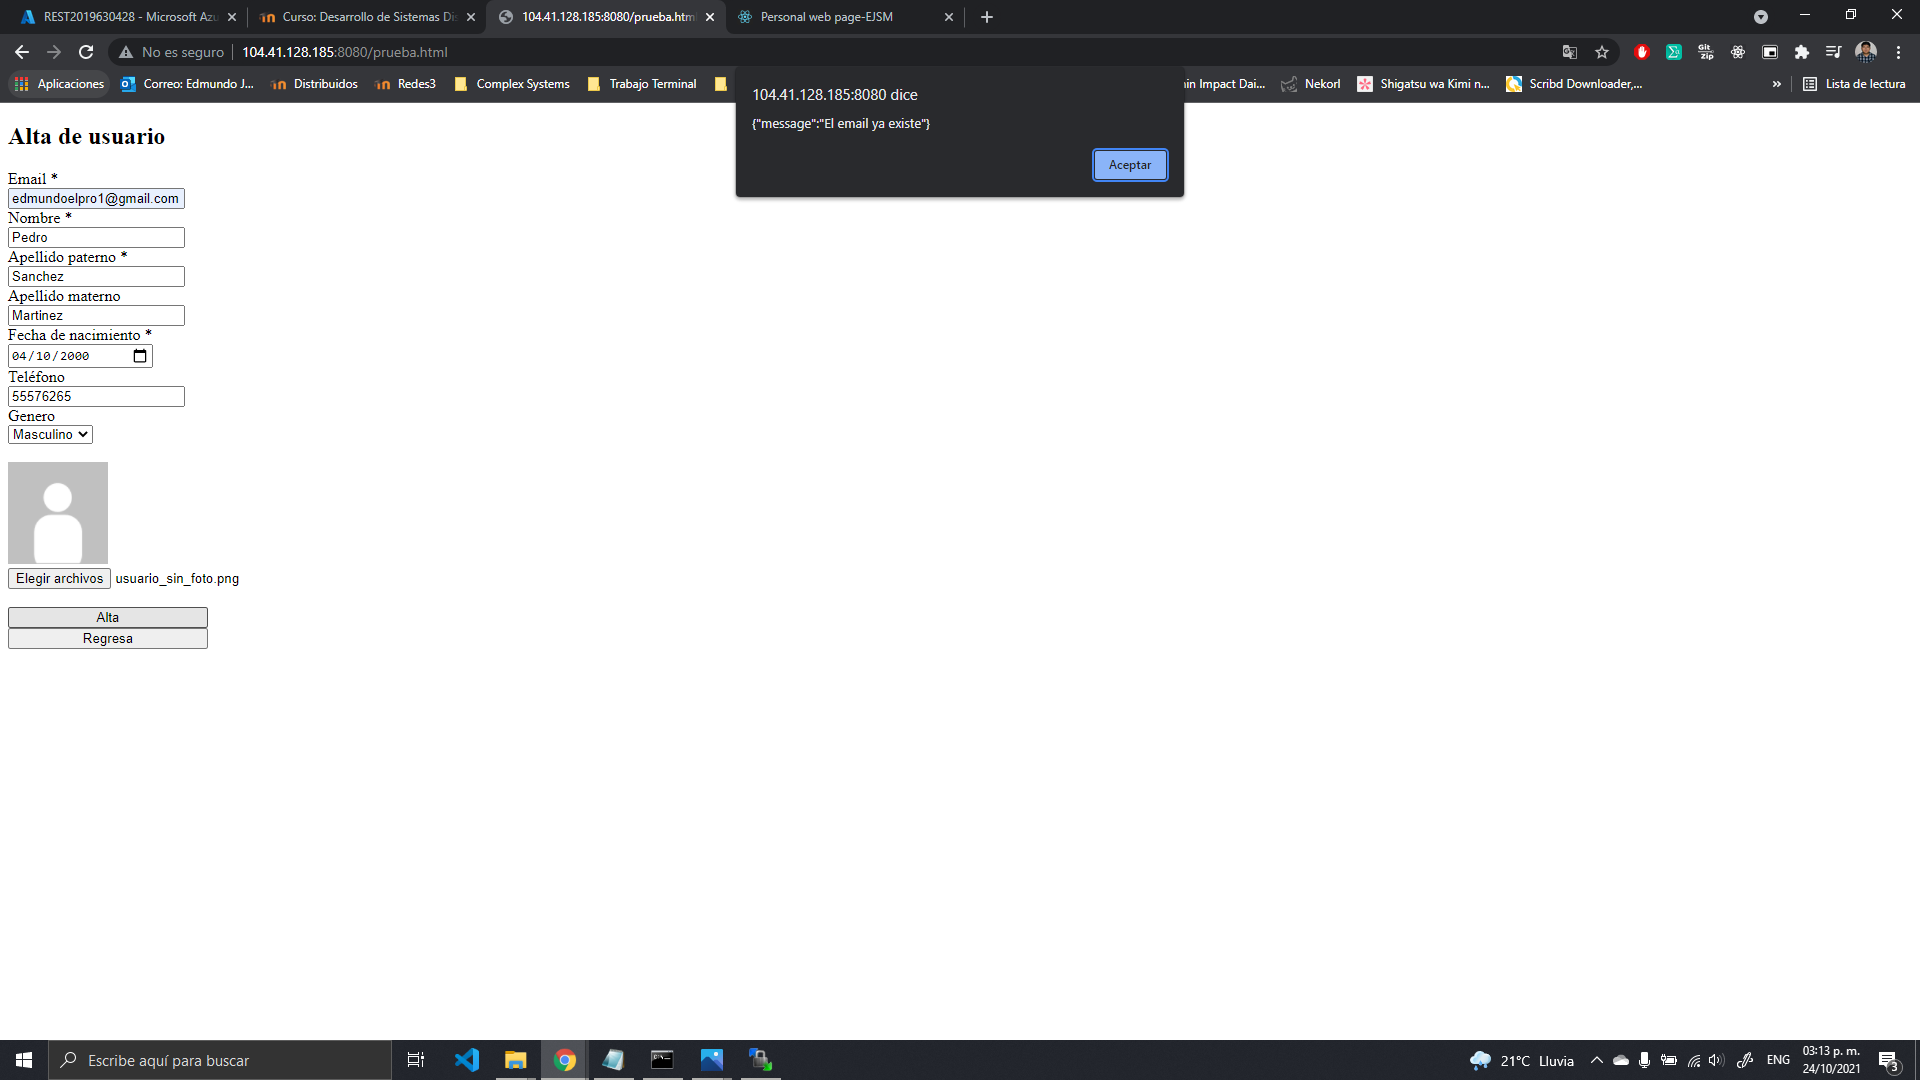 REST2019630428 - Microsoft Azu
Curso: Desarrollo de Sistemas Dis
104.41.128.185:8080/prueba.html
Personal web page-EJSM
No es seguro
104.41.128.185:8080/prueba.html
Aplicaciones
Correo: Edmundo J...
Distribuidos
Redes3
Complex Systems
Trabajo Terminal
in Impact Dai...
Nekorl
Shigatsu wa Kimi n...
Scribd Downloader,...
»
Lista de lectura
104.41.128.185:8080 dice
{"message":"El email ya existe"}
Aceptar
Alta de usuario
Email *
edmundoelpro1@gmail.com
Nombre *
Pedro
Apellido paterno *
Sanchez
Apellido materno
Martinez
Fecha de nacimiento *
04/10/2000
Teléfono
55576265
Genero
Masculino
Elegir archivos usuario_sin_foto.png
Alta
Regresa
Escribe aquí para buscar
21°C Lluvia
ENG
03:13 p. m.
24/10/2021
3